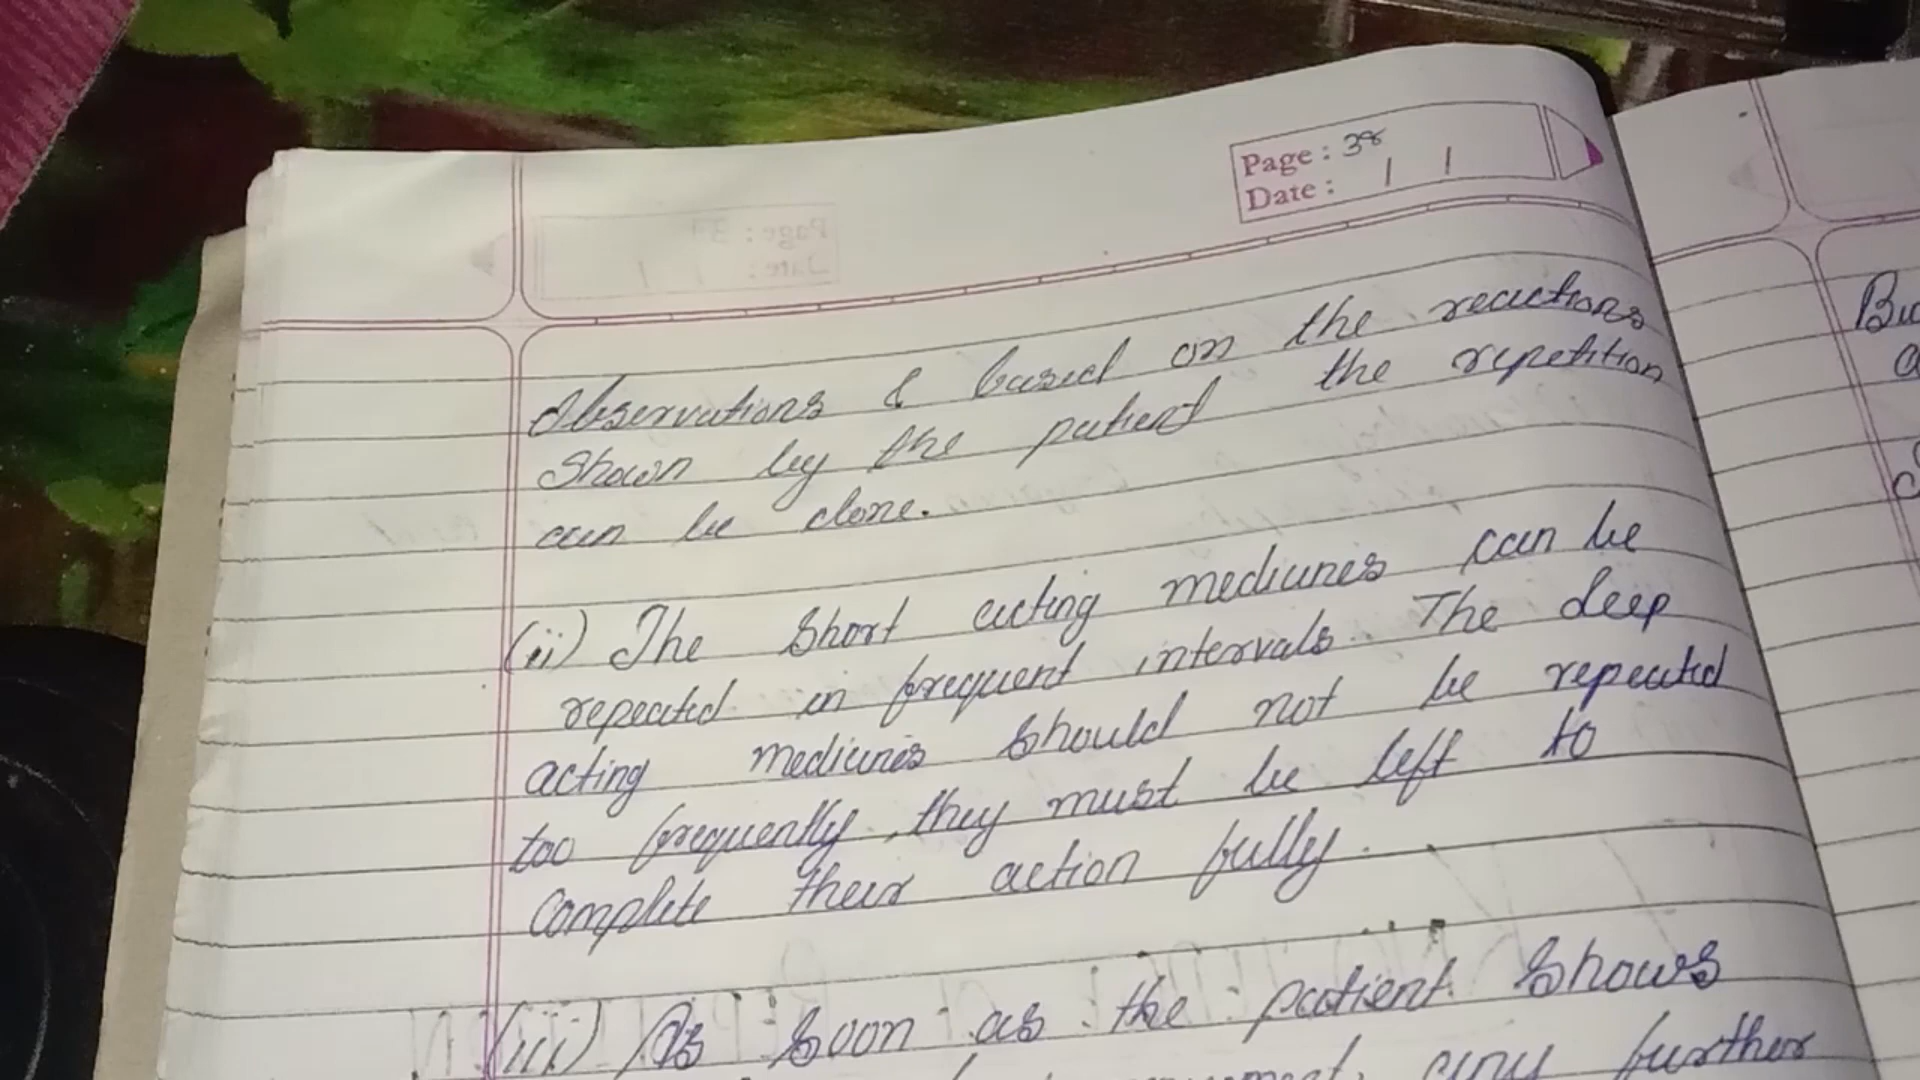 Page : 38
Date : / /
Observations & based on the reactions
shown by the patient the repetition
can be done.
(ii) The short acting medicines can be
repeated in frequent intervals. The deep
acting medicines should not be repeated
too frequently, they must be left to
complete their action fully.
(iii) As soon as the patient shows
any further